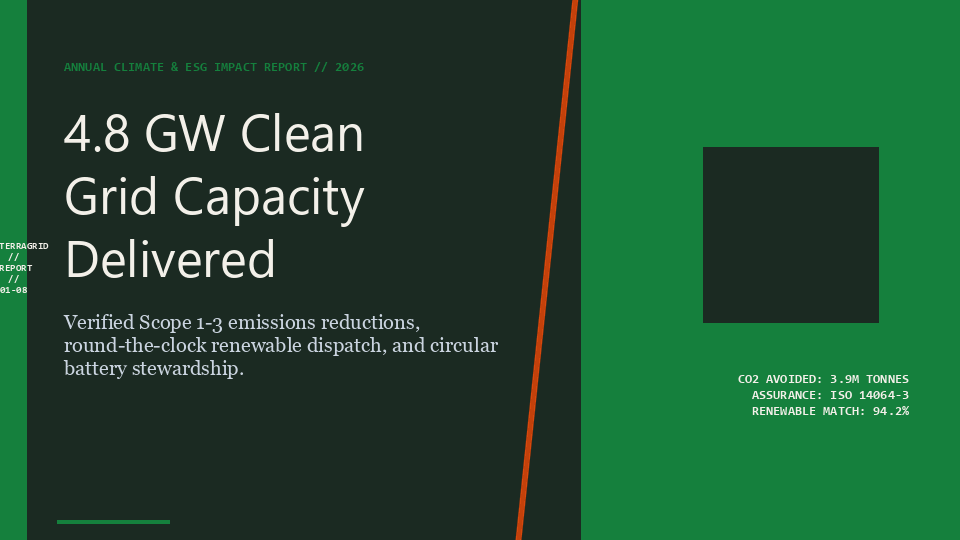 ANNUAL CLIMATE & ESG IMPACT REPORT // 2026
4.8 GW Clean
Grid Capacity
Delivered
TERRAGRID
//
REPORT
//
01-08
Verified Scope 1-3 emissions reductions,
round-the-clock renewable dispatch, and circular
battery stewardship.
CO2 AVOIDED: 3.9M TONNES
ASSURANCE: ISO 14064-3
RENEWABLE MATCH: 94.2%